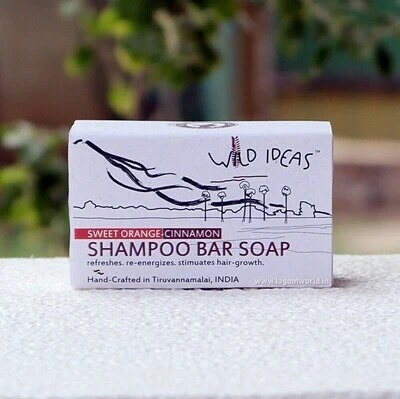 WILD IDEAS™
SWEET ORANGE-CINNAMON
SHAMPOO BAR SOAP
refreshes. re-energizes. stimuates hair-growth.
Hand-Crafted in Tiruvannamalai, INDIA
www.lagomworld.in